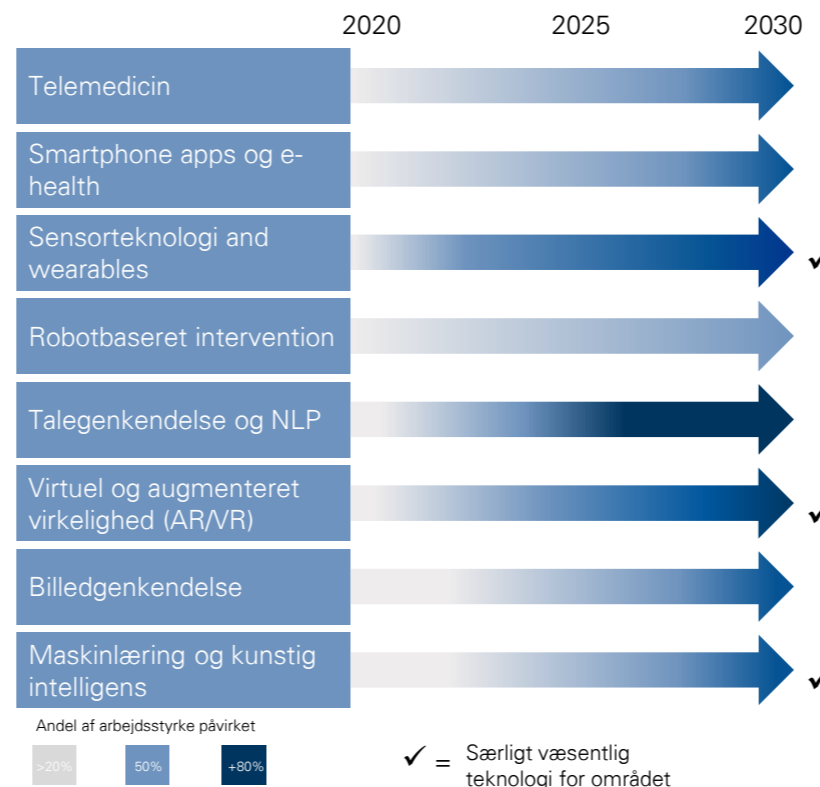 2020 2025 2030
Telemedicin
Smartphone apps og e-
health
Sensorteknologi and
wearables
✓
Robotbaseret intervention
Talegenkendelse og NLP
Virtuel og augmenteret
virkelighed (AR/VR)
✓
Billedgenkendelse
Maskinlæring og kunstig
intelligens
✓
Andel af arbejdsstyrke påvirket
>20% 50% +80%
✓ = Særligt væsentlig
teknologi for området